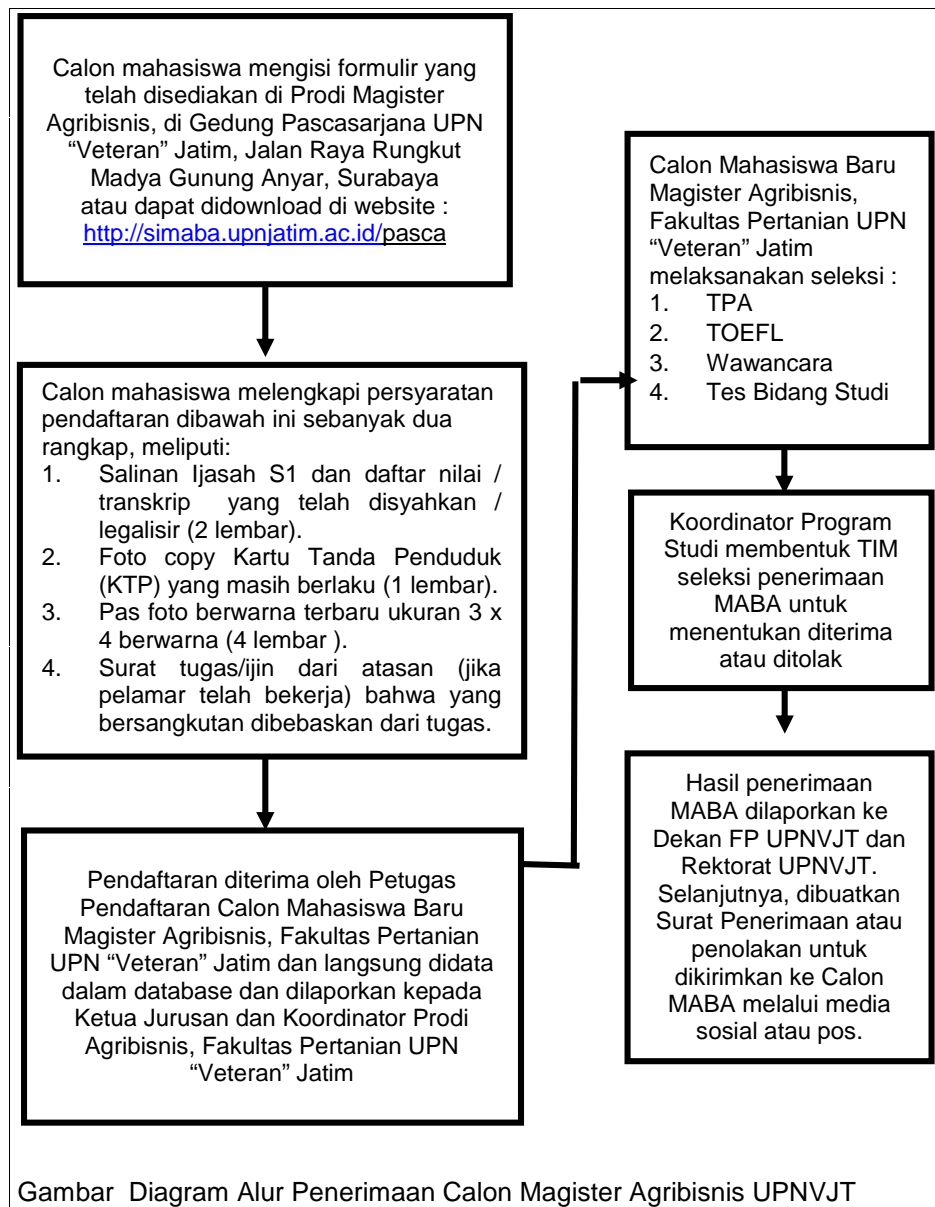 Calon mahasiswa mengisi formulir yang
telah disediakan di Prodi Magister
Agribisnis, di Gedung Pascasarjana UPN
“Veteran” Jatim, Jalan Raya Rungkut
Madya Gunung Anyar, Surabaya
atau dapat didownload di website :
http://simaba.upnjatim.ac.id/pasca
Calon mahasiswa melengkapi persyaratan
pendaftaran dibawah ini sebanyak dua
rangkap, meliputi:
1. Salinan Ijasah S1 dan daftar nilai /
transkrip yang telah disyahkan /
legalisir (2 lembar).
2. Foto copy Kartu Tanda Penduduk
(KTP) yang masih berlaku (1 lembar).
3. Pas foto berwarna terbaru ukuran 3 x
4 berwarna (4 lembar ).
4. Surat tugas/ijin dari atasan (jika
pelamar telah bekerja) bahwa yang
bersangkutan dibebaskan dari tugas.
Pendaftaran diterima oleh Petugas
Pendaftaran Calon Mahasiswa Baru
Magister Agribisnis, Fakultas Pertanian
UPN “Veteran” Jatim dan langsung didata
dalam database dan dilaporkan kepada
Ketua Jurusan dan Koordinator Prodi
Agribisnis, Fakultas Pertanian UPN
“Veteran” Jatim
Calon Mahasiswa Baru
Magister Agribisnis,
Fakultas Pertanian UPN
“Veteran” Jatim
melaksanakan seleksi :
1. TPA
2. TOEFL
3. Wawancara
4. Tes Bidang Studi
Koordinator Program
Studi membentuk TIM
seleksi penerimaan
MABA untuk
menentukan diterima
atau ditolak
Hasil penerimaan
MABA dilaporkan ke
Dekan FP UPNVJT dan
Rektorat UPNVJT.
Selanjutnya, dibuatkan
Surat Penerimaan atau
penolakan untuk
dikirimkan ke Calon
MABA melalui media
sosial atau pos.
Gambar Diagram Alur Penerimaan Calon Magister Agribisnis UPNVJT